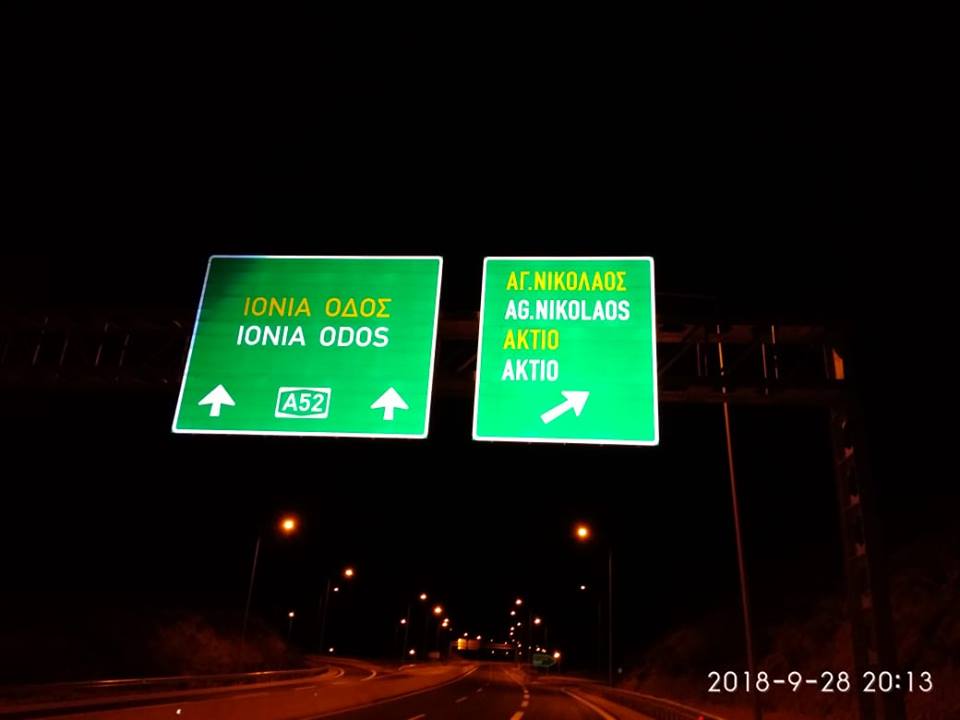 ΙΟΝΙΑ ΟΔΟΣ
IONIA ODOS
A52
ΑΓ.ΝΙΚΟΛΑΟΣ
AG.NIKOLAOS
ΑΚΤΙΟ
AKTIO
2018-9-28 20:13